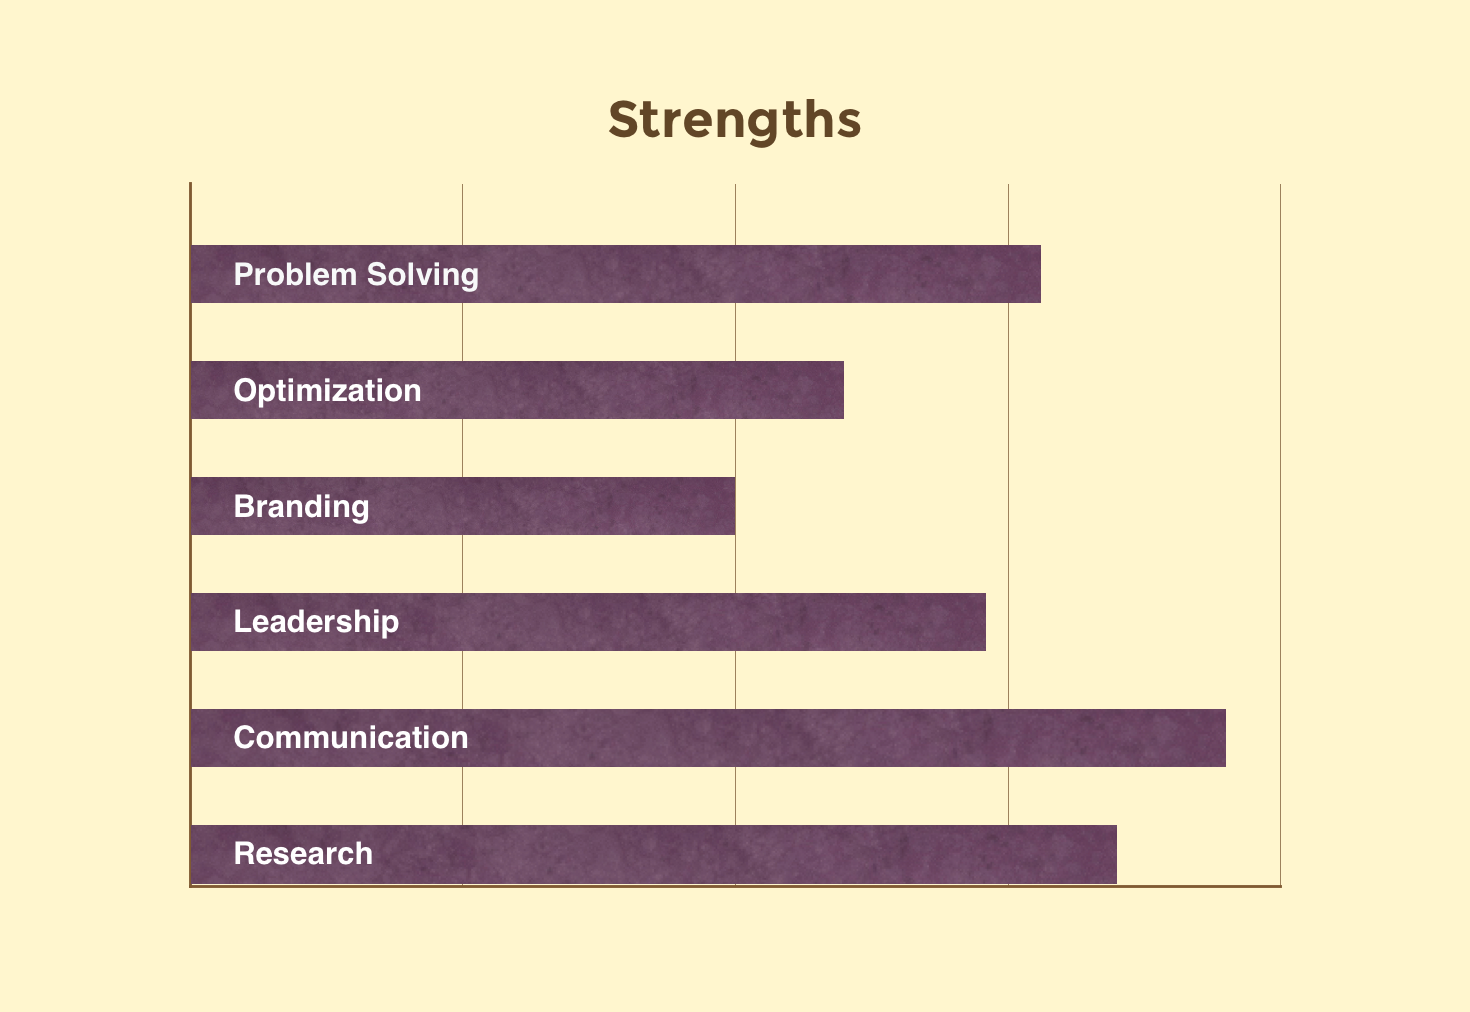 Strengths
Problem Solving
Optimization
Branding
Leadership
Communication
Research